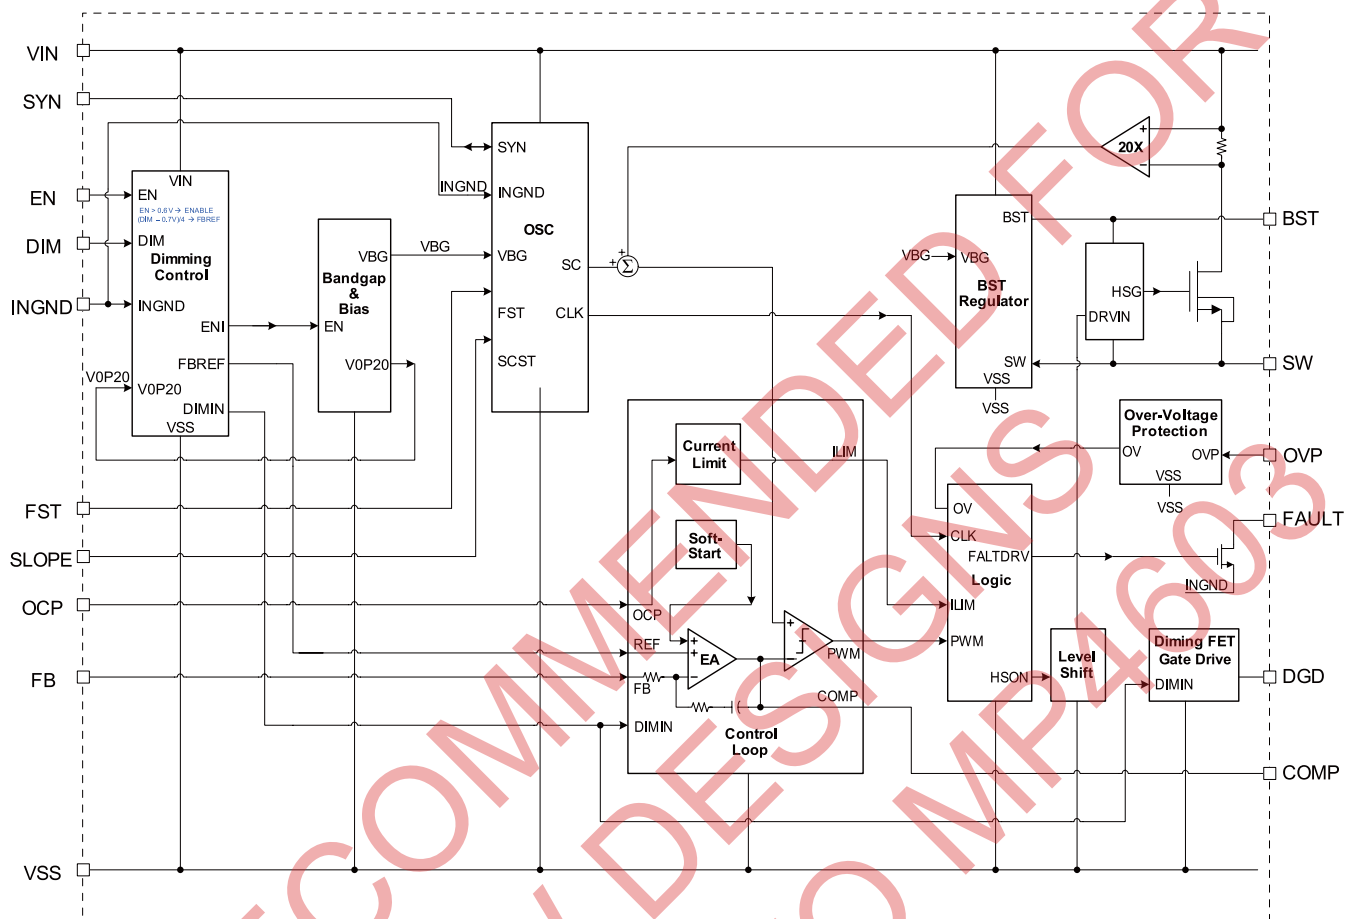 VIN
SYN
EN
DIM
INGND
FST
SLOPE
OCP
FB
VSS
BST
SW
OVP
FAULT
DGD
COMP
VIN
EN
EN > 0.6V → ENABLE
(DIM – 0.7V)/4 → FBREF
DIM
Dimming
Control
INGND
ENI
FBREF
V0P20
V0P20
DIMIN
VSS
VBG
Bandgap
&
Bias
EN
V0P20
VBG
INGND
SYN
INGND
OSC
VBG
SC
FST
CLK
SCST
+
+
Σ
20X
+
−
BST
VBG
VBG
BST
Regulator
SW
VSS
VSS
HSG
DRVIN
Over-Voltage
Protection
OV
OVP
VSS
VSS
Current
Limit
ILIM
Soft-
Start
OCP
REF
+
+
EA
−
FB
DIMIN
+
−
PWM
COMP
Control
Loop
OV
CLK
FALTDRV
Logic
ILIM
PWM
HSON
INGND
Level
Shift
Diming FET
Gate Drive
DIMIN
ECOMMENDED FOR
W DESIGNS
O MP4603